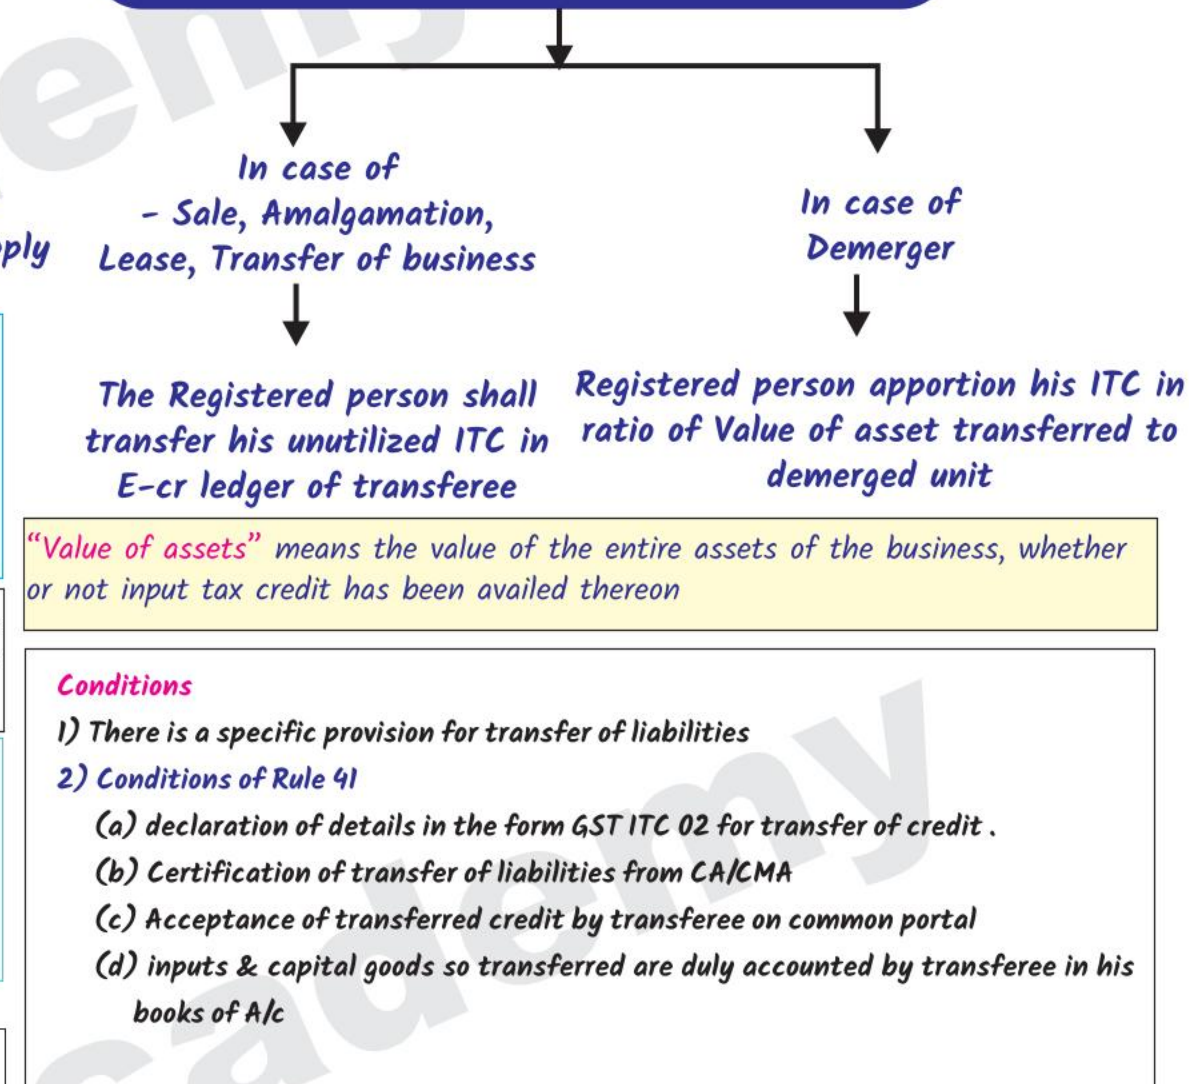 In case of
- Sale, Amalgamation,
Lease, Transfer of business
In case of
Demerger
The Registered person shall
transfer his unutilized ITC in
E-cr ledger of transferee
Registered person apportion his ITC in
ratio of Value of asset transferred to
demerged unit
“Value of assets” means the value of the entire assets of the business, whether
or not input tax credit has been availed thereon
Conditions
1) There is a specific provision for transfer of liabilities
2) Conditions of Rule 41
(a) declaration of details in the form GST ITC 02 for transfer of credit .
(b) Certification of transfer of liabilities from CA/CMA
(c) Acceptance of transferred credit by transferee on common portal
(d) inputs & capital goods so transferred are duly accounted by transferee in his
books of A/c